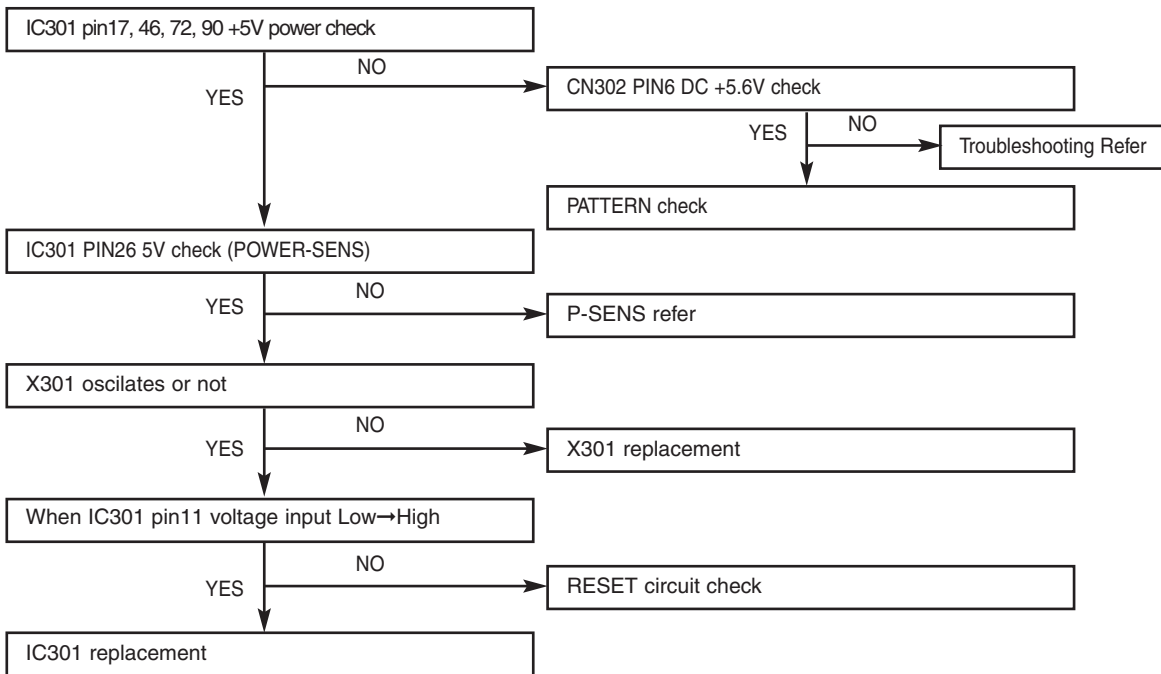 IC301 pin17, 46, 72, 90 +5V power check
NO
YES
CN302 PIN6 DC +5.6V check
YES
NO
Troubleshooting Refer
PATTERN check
IC301 PIN26 5V check (POWER-SENS)
YES
NO
P-SENS refer
X301 oscilates or not
YES
NO
X301 replacement
When IC301 pin11 voltage input Low→High
YES
NO
RESET circuit check
IC301 replacement